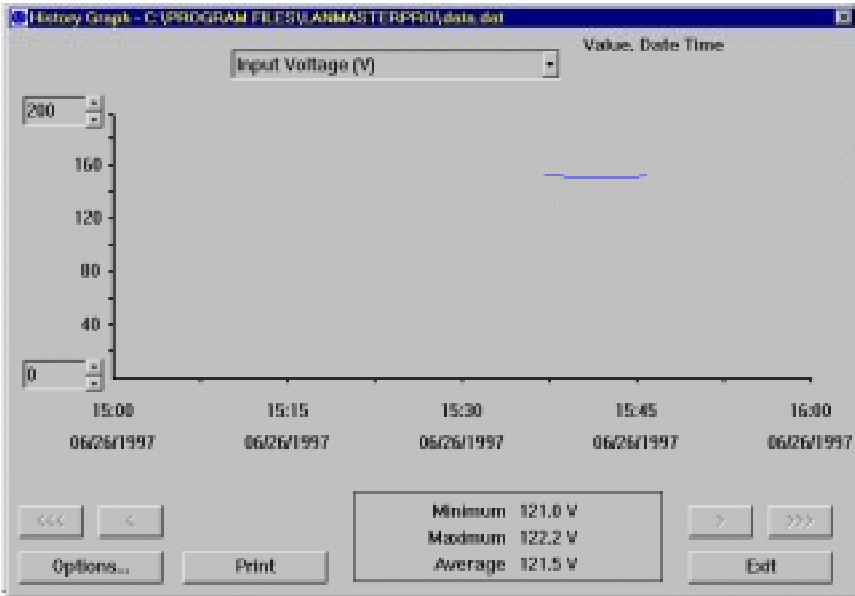 History Graph - C:\PROGRAM FILES\LANMASTERPRO\data.dat
Value, Date Time
Input Voltage (V)
200
160
120
80
40
0
15:00 15:15 15:30 15:45 16:00
06/26/1997 06/26/1997 06/26/1997 06/26/1997 06/26/1997
<<< < > >>>
Minimum 121.0 V
Maximum 122.2 V
Average 121.5 V
Options... Print Exit